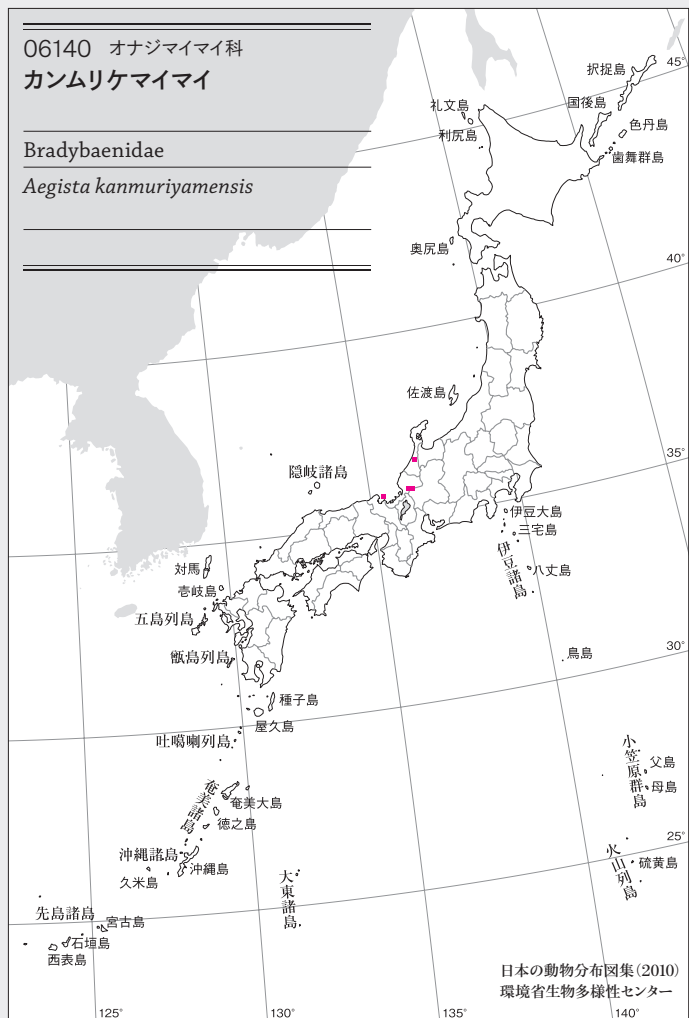 06140 オナジマイマイ科
カンムリケマイマイ
Bradybaenidae
Aegista kanmuriyamensis
択捉島
45°
国後島
礼文島
色丹島
利尻島
歯舞群島
奥尻島
40°
佐渡島
35°
隠岐諸島
伊豆大島
三宅島
伊豆諸島
八丈島
対馬
壱岐島
五島列島
甑島列島
鳥島
30°
種子島
屋久島
吐噶喇列島
小笠原群島
父島
母島
奄美諸島
奄美大島
徳之島
25°
沖縄諸島
沖縄島
久米島
火山列島
硫黄島
大東諸島
先島諸島
宮古島
石垣島
西表島
日本の動物分布図集(2010)
環境省生物多様性センター
125°
130°
135°
140°